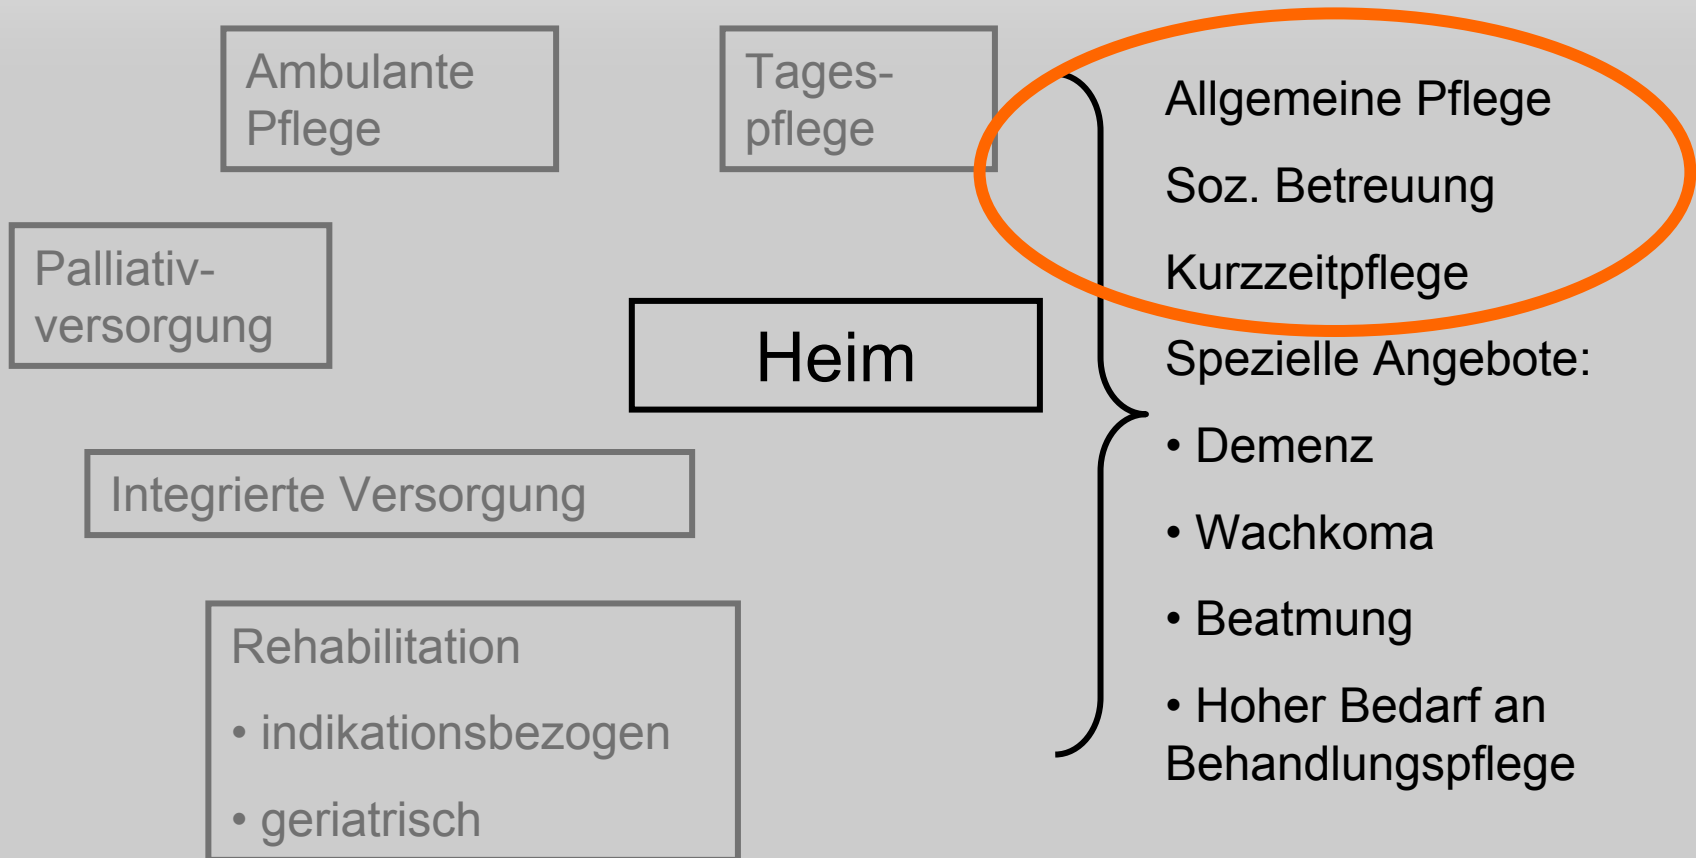 Ambulante
Pflege
Tages-
pflege
Palliativ-
versorgung
Heim
Integrierte Versorgung
Rehabilitation
• indikationsbezogen
• geriatrisch
Allgemeine Pflege
Soz. Betreuung
Kurzzeitpflege
Spezielle Angebote:
• Demenz
• Wachkoma
• Beatmung
• Hoher Bedarf an
Behandlungspflege